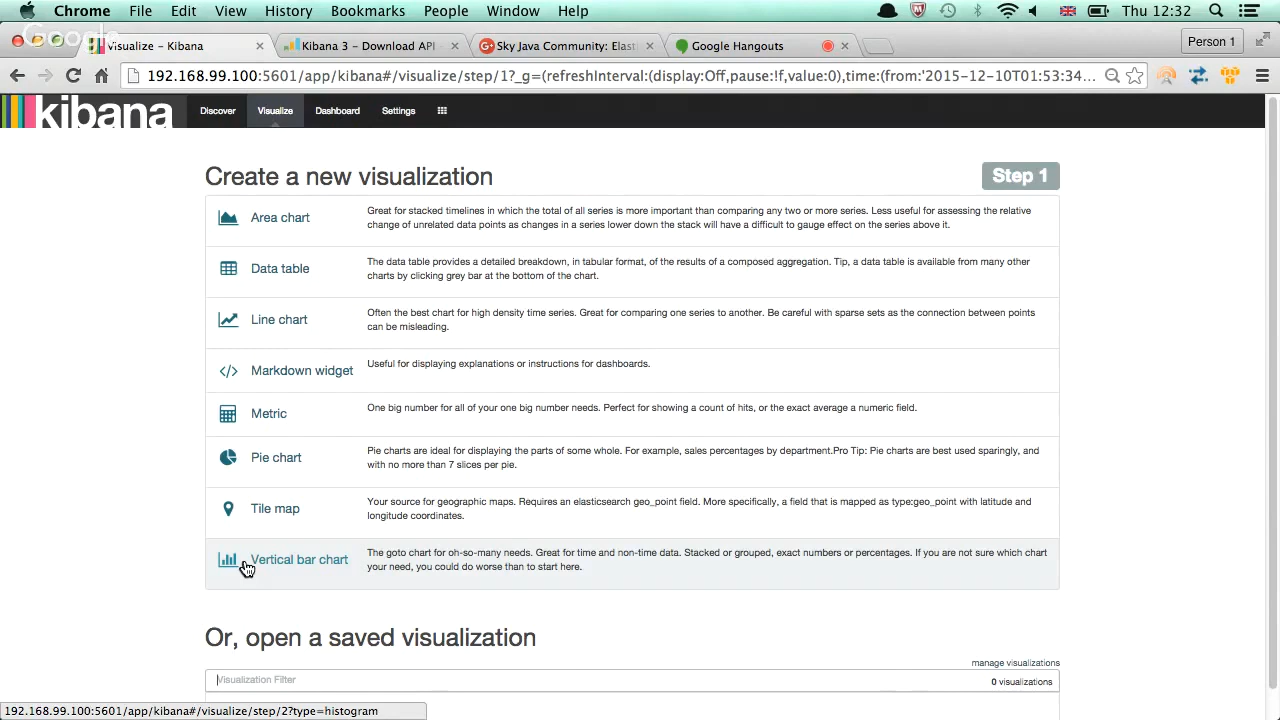 Chrome File Edit View History Bookmarks People Window Help Thu 12:32
Google
Visualize - Kibana
Kibana 3 – Download API -
Sky Java Community: Elasti
Google Hangouts
Person 1
192.168.99.100:5601/app/kibana#/visualize/step/1?_g=(refreshInterval:(display:Off,pause:!f,value:0),time:(from:'2015-12-10T01:53:34...
kibana Discover Visualize Dashboard Settings
Create a new visualization
Step 1
Area chart
Great for stacked timelines in which the total of all series is more important than comparing any two or more series. Less useful for assessing the relative
change of unrelated data points as changes in a series lower down the stack will have a difficult to gauge effect on the series above it.
Data table
The data table provides a detailed breakdown, in tabular format, of the results of a composed aggregation. Tip, a data table is available from many other
charts by clicking grey bar at the bottom of the chart.
Line chart
Often the best chart for high density time series. Great for comparing one series to another. Be careful with sparse sets as the connection between points
can be misleading.
Markdown widget
Useful for displaying explanations or instructions for dashboards.
Metric
One big number for all of your one big number needs. Perfect for showing a count of hits, or the exact average a numeric field.
Pie chart
Pie charts are ideal for displaying the parts of some whole. For example, sales percentages by department.Pro Tip: Pie charts are best used sparingly, and
with no more than 7 slices per pie.
Tile map
Your source for geographic maps. Requires an elasticsearch geo_point field. More specifically, a field that is mapped as type:geo_point with latitude and
longitude coordinates.
Vertical bar chart
The goto chart for oh-so-many needs. Great for time and non-time data. Stacked or grouped, exact numbers or percentages. If you are not sure which chart
your need, you could do worse than to start here.
Or, open a saved visualization
manage visualizations
Visualization Filter
0 visualizations
192.168.99.100:5601/app/kibana#/visualize/step/2?type=histogram